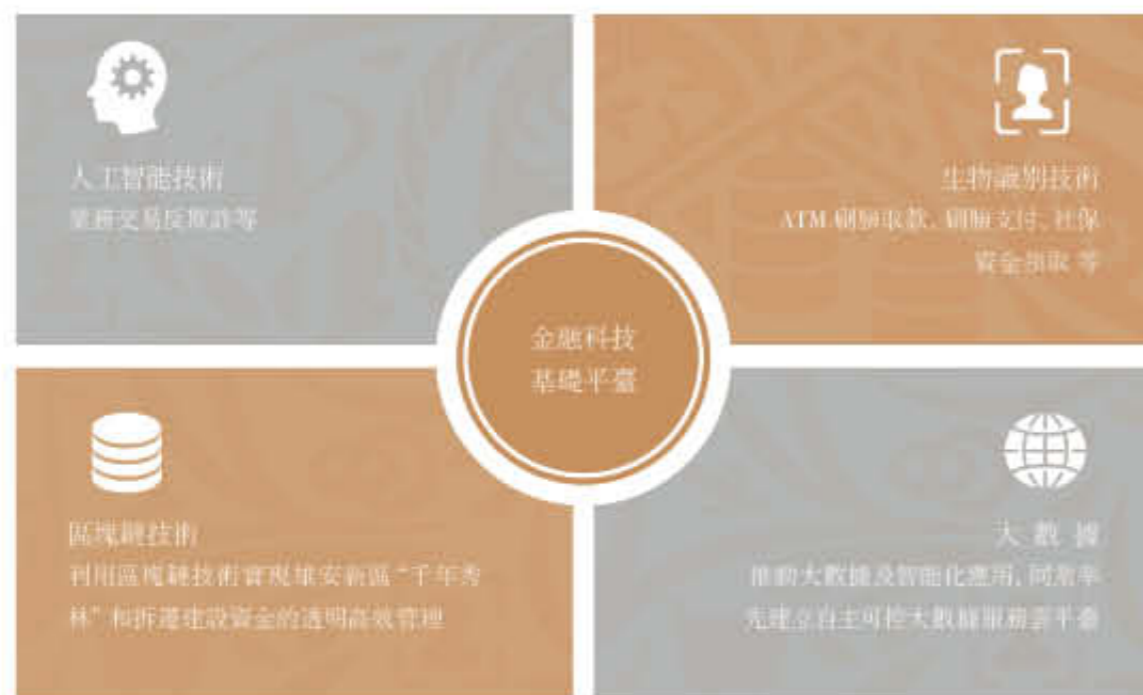 人工智能技術
業務交易反欺詐等
生物識別技術
ATM 刷臉取款、刷臉支付、社保
資金領取 等
金融科技
基礎平臺
區塊鏈技術
利用區塊鏈技術實現雄安新區“千年秀
林”和拆遷建設資金的透明高效管理
大 數 據
推動大數據及智能化應用, 同業率
先建立自主可控大數據服務雲平臺